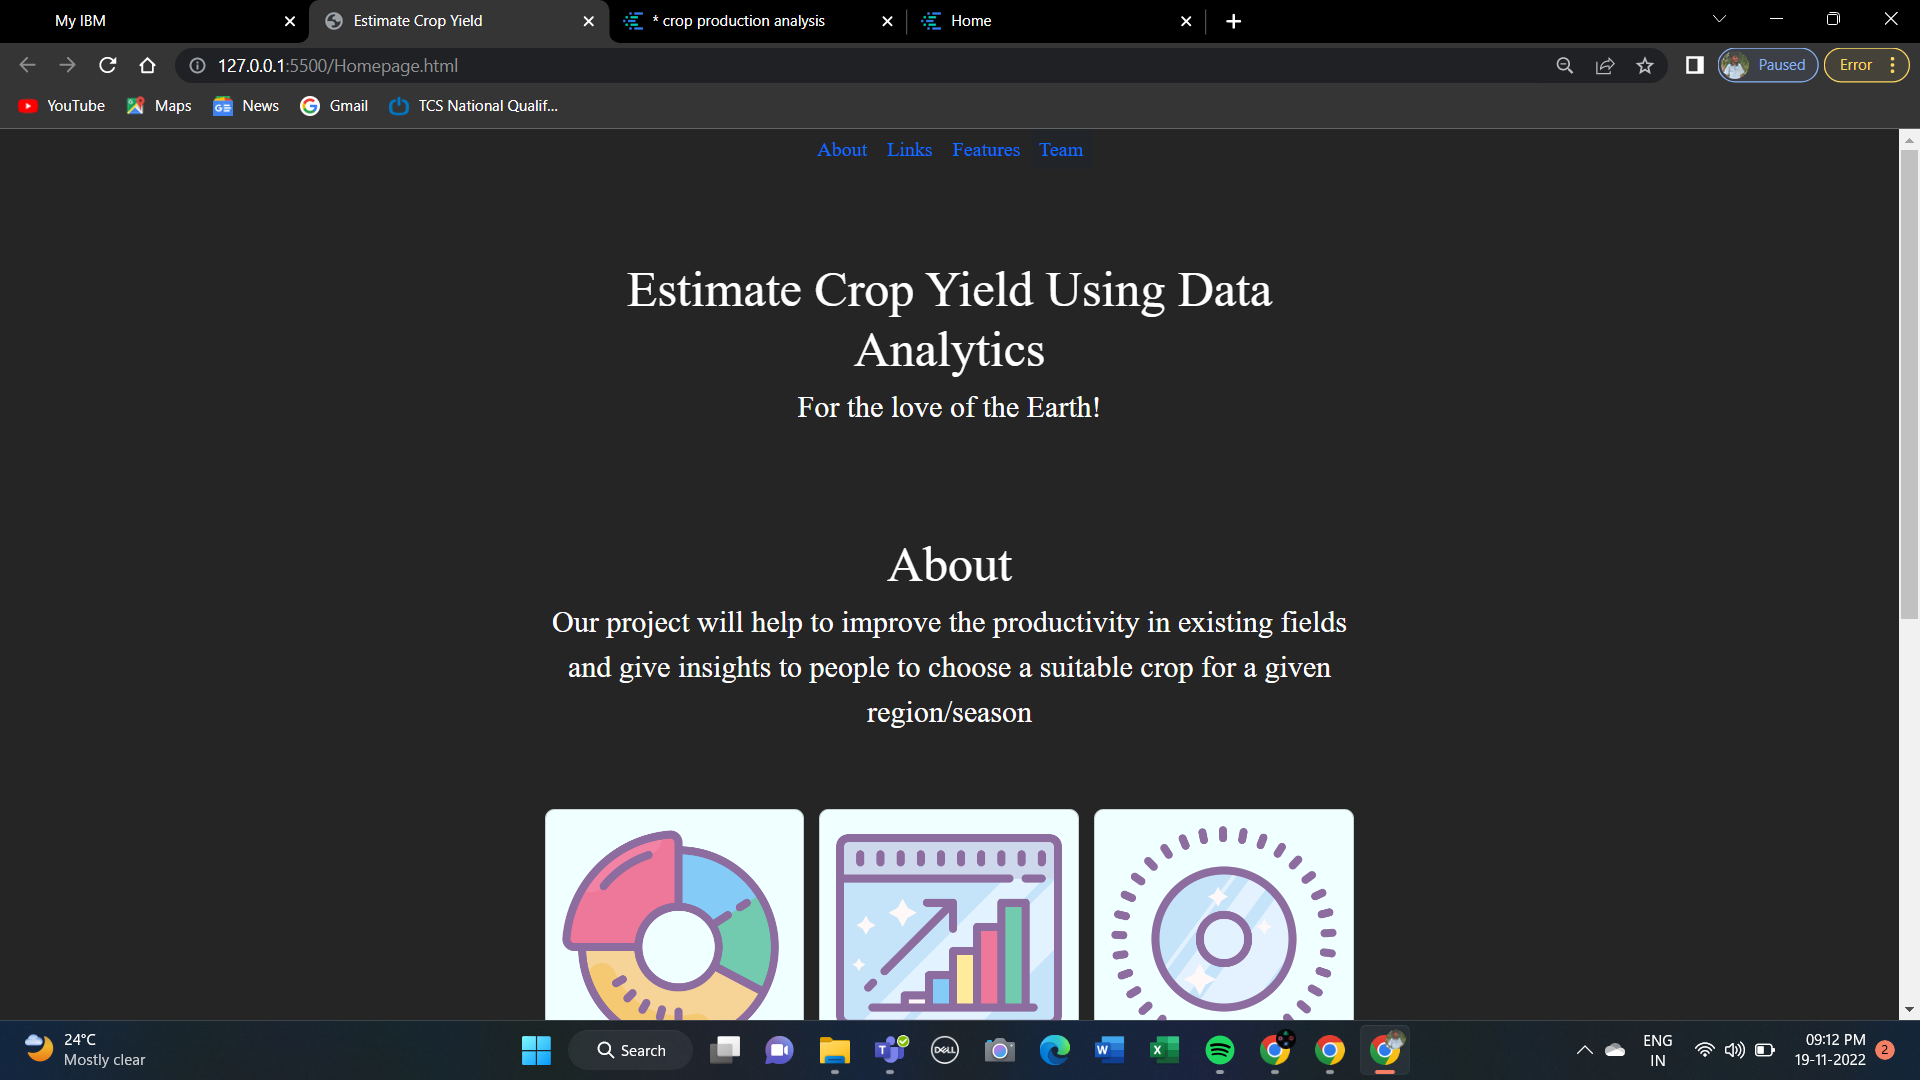 My IBM
Estimate Crop Yield
* crop production analysis
Home
127.0.0.1:5500/Homepage.html
Paused
Error
YouTube
Maps
News
Gmail
TCS National Qualif...
About Links Features Team
Estimate Crop Yield Using Data
Analytics
For the love of the Earth!
About
Our project will help to improve the productivity in existing fields
and give insights to people to choose a suitable crop for a given
region/season
24°C
Mostly clear
Search
DELL
ENG
IN
09:12 PM
19-11-2022
2